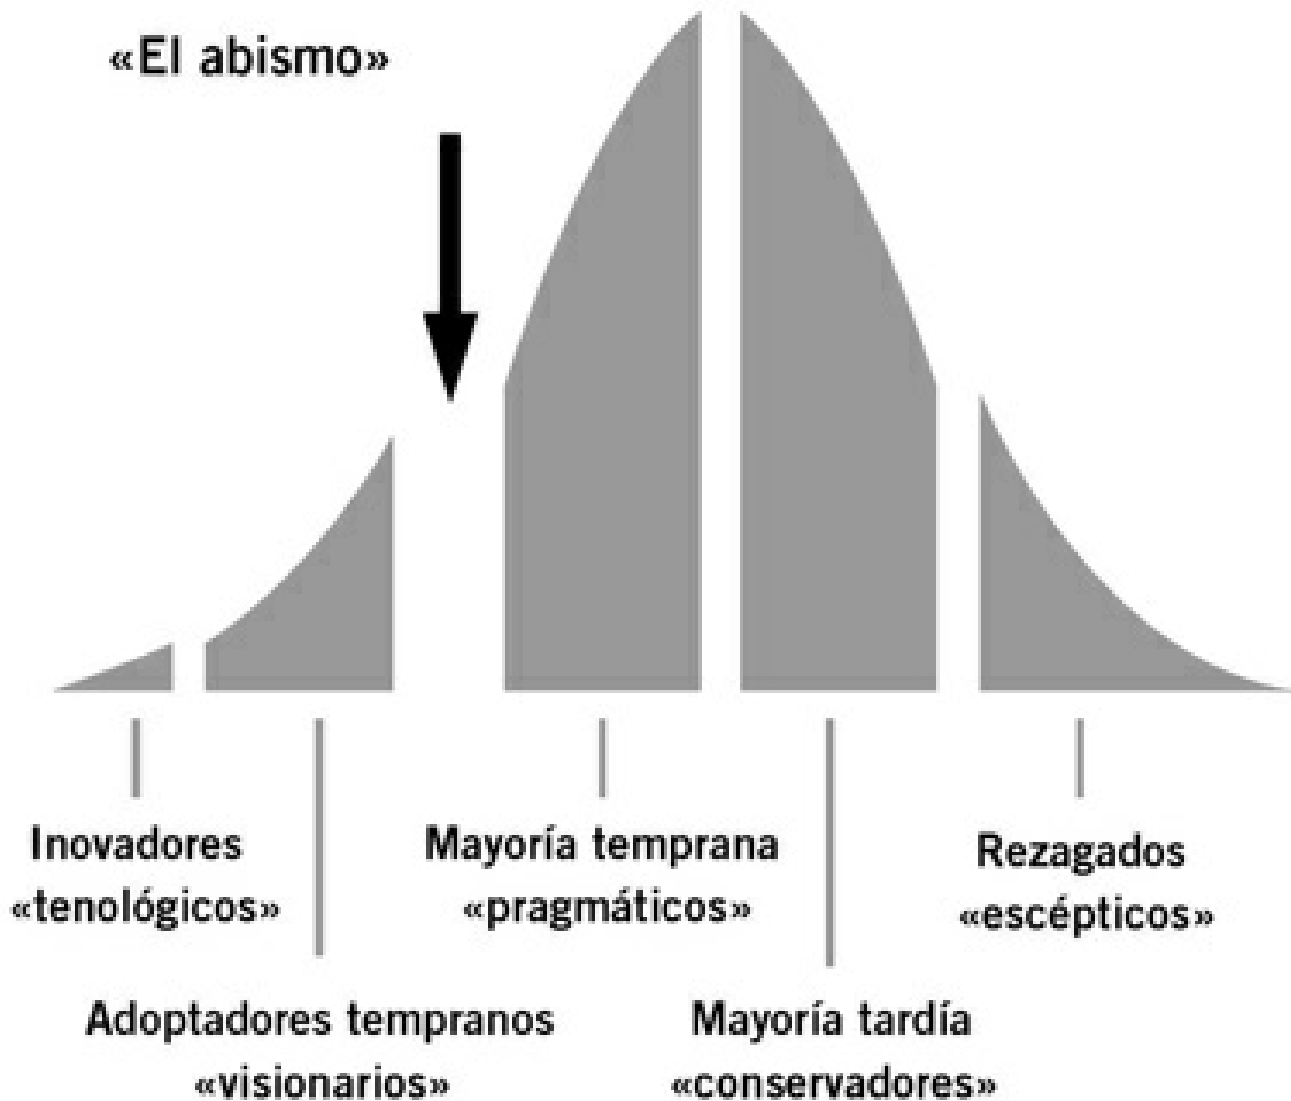 «El abismo»
Inovadores
«tenológicos»
Adoptadores tempranos
«visionarios»
Mayoría temprana
«pragmáticos»
Mayoría tardía
«conservadores»
Rezagados
«escépticos»